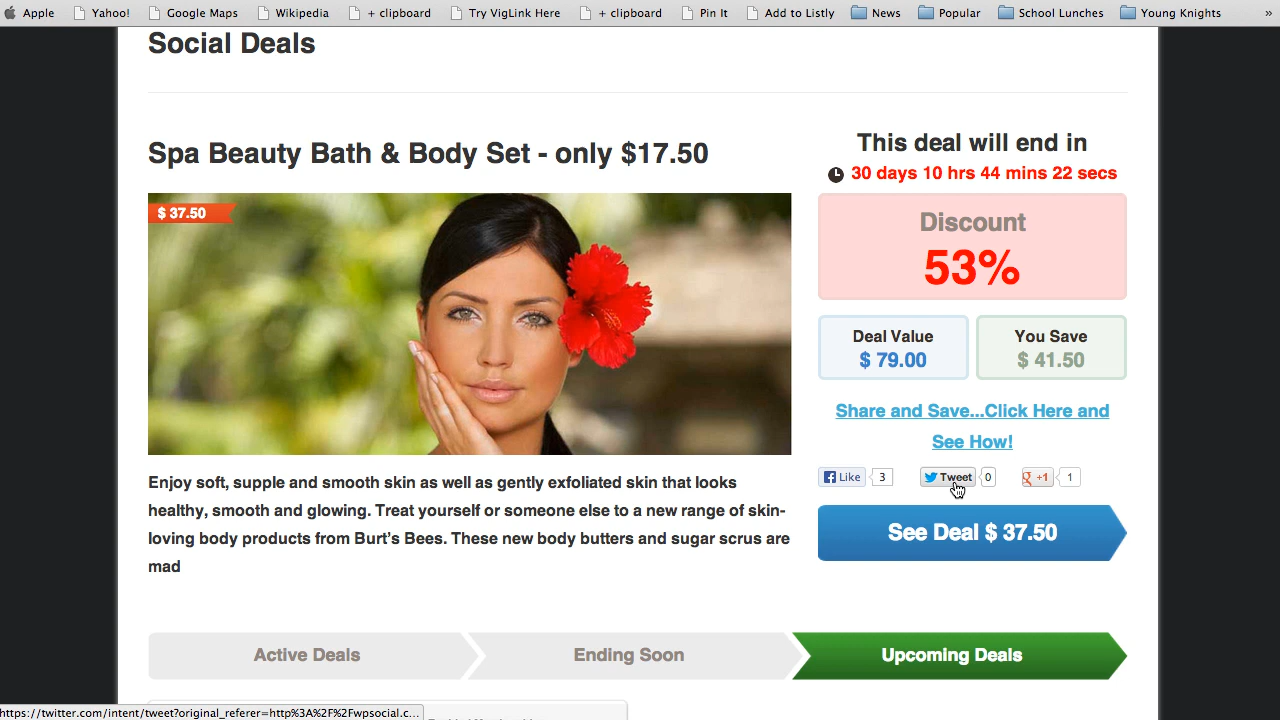 Apple Yahoo! Google Maps Wikipedia + clipboard Try VigLink Here + clipboard Pin It Add to Listly News Popular School Lunches Young Knights »
Social Deals
Spa Beauty Bath & Body Set - only $17.50
$ 37.50
Enjoy soft, supple and smooth skin as well as gently exfoliated skin that looks
healthy, smooth and glowing. Treat yourself or someone else to a new range of skin-
loving body products from Burt's Bees. These new body butters and sugar scrus are
mad
This deal will end in
30 days 10 hrs 44 mins 22 secs
Discount
53%
Deal Value
$ 79.00
You Save
$ 41.50
Share and Save...Click Here and
See How!
Like 3 Tweet 0 +1 1
See Deal $ 37.50
Active Deals Ending Soon Upcoming Deals
https://twitter.com/intent/tweet?original_referer=http%3A%2F%2Fwpsocial.c...